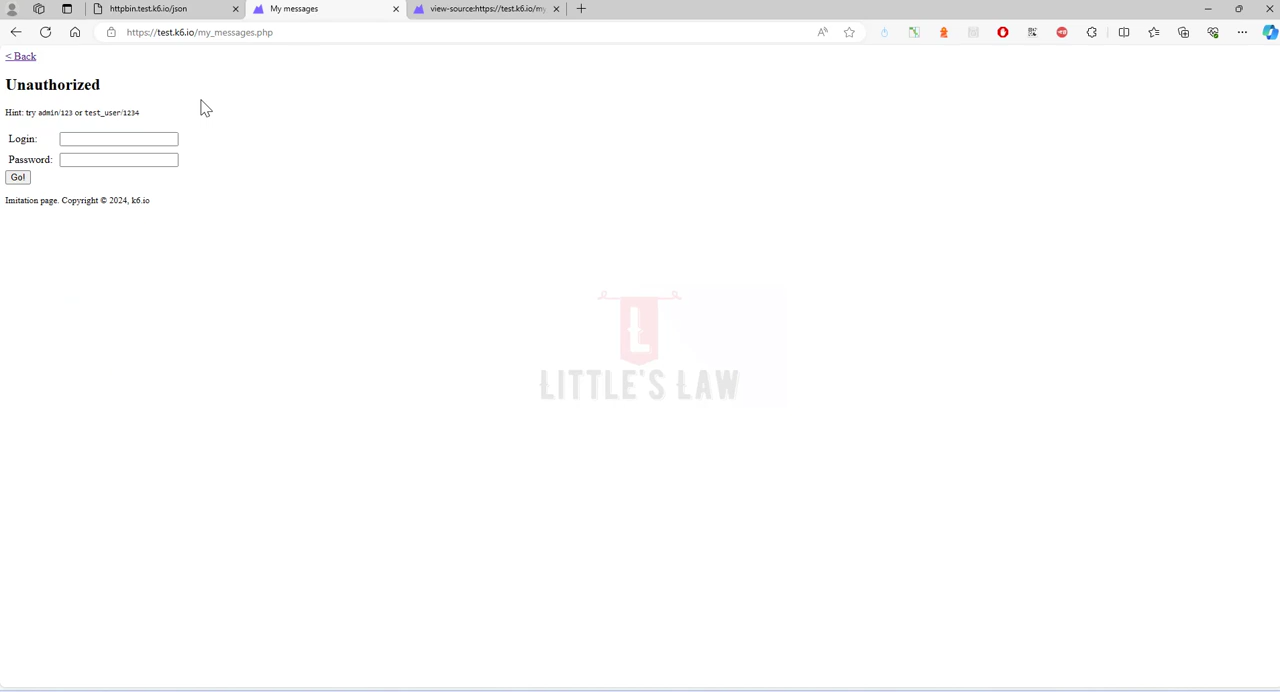 httpbin.test.k6.io/json
My messages
view-source:https://test.k6.io/my
https://test.k6.io/my_messages.php
< Back
Unauthorized
Hint: try admin/123 or test_user/1234
Login:
Password:
Go!
Imitation page. Copyright © 2024, k6.io
L
LITTLE'S LAW